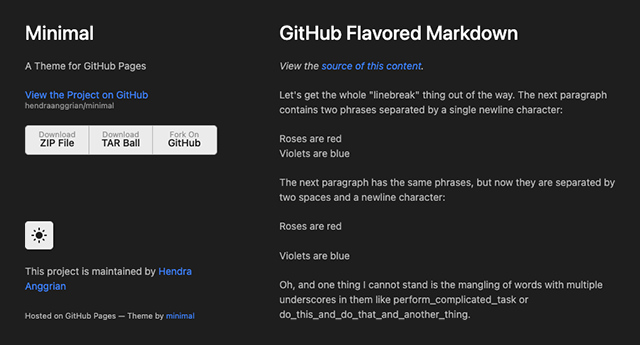 Minimal
A Theme for GitHub Pages
View the Project on GitHub
hendraanggrian/minimal
Download
ZIP File
Download
TAR Ball
Fork On
GitHub
This project is maintained by Hendra
Anggrian
Hosted on GitHub Pages — Theme by minimal
GitHub Flavored Markdown
View the source of this content.
Let's get the whole "linebreak" thing out of the way. The next paragraph
contains two phrases separated by a single newline character:
Roses are red
Violets are blue
The next paragraph has the same phrases, but now they are separated by
two spaces and a newline character:
Roses are red
Violets are blue
Oh, and one thing I cannot stand is the mangling of words with multiple
underscores in them like perform_complicated_task or
do_this_and_do_that_and_another_thing.